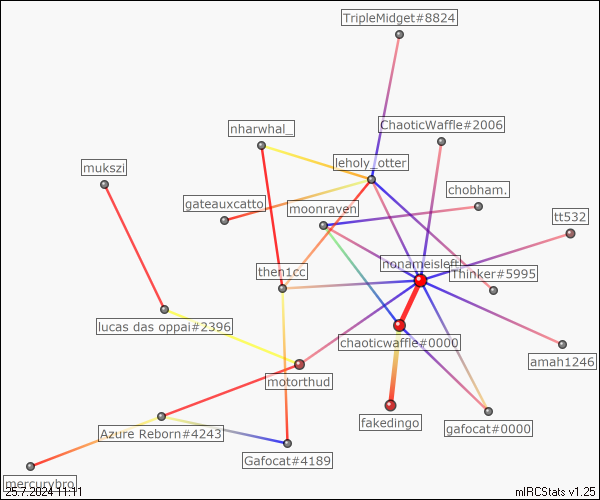 TripleMidget#8824
ChaoticWaffle#2006
nharwhal_
leholy_otter
mukszi
chobham.
gateauxcatto
moonraven
tt532
nonameisleft
then1cc
Thinker#5995
lucas das oppai#2396
chaoticwaffle#0000
amah1246
motorthud
fakedingo
gafocat#0000
Azure Reborn#4243
Gafocat#4189
mercurybro
25.7.2024 11:11
mIRCStats v1.25